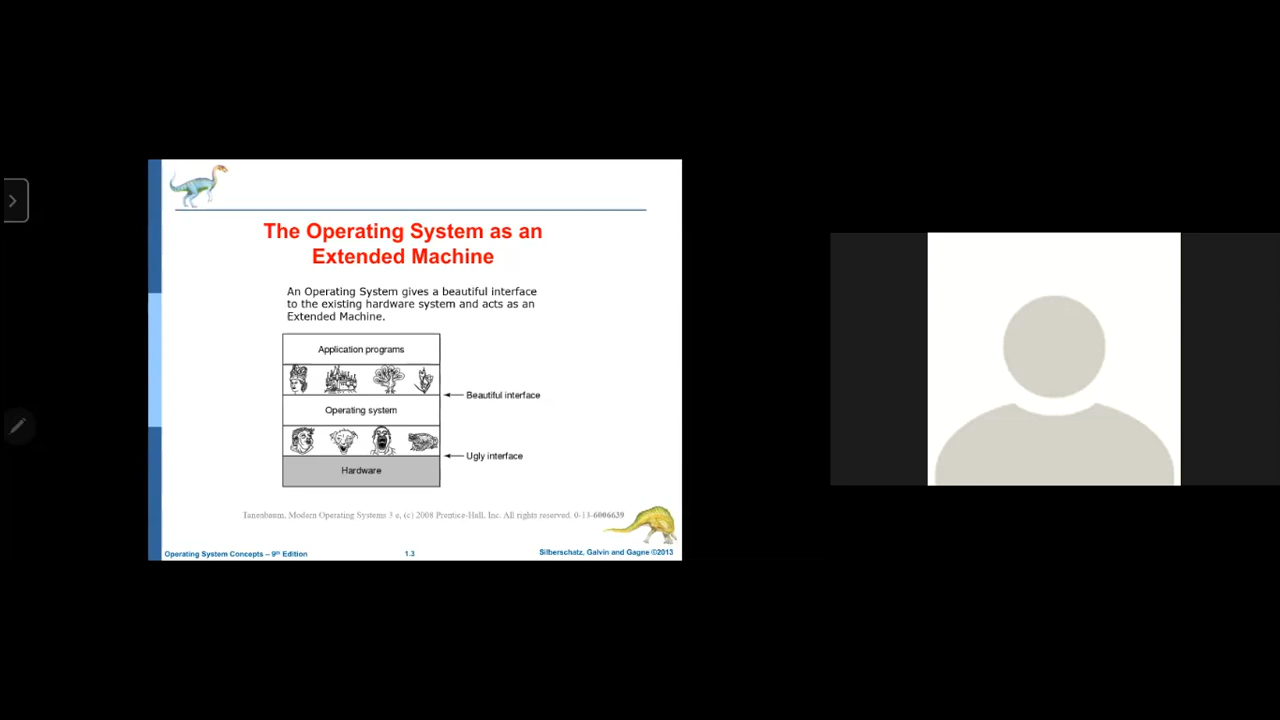 The Operating System as an
Extended Machine
An Operating System gives a beautiful interface
to the existing hardware system and acts as an
Extended Machine.
Application programs
Beautiful interface
Operating system
Ugly interface
Hardware
Tanenbaum, Modern Operating Systems 3 e, (c) 2008 Prentice-Hall, Inc. All rights reserved. 0-13-6006639
Operating System Concepts – 9th Edition
1.3
Silberschatz, Galvin and Gagne ©2013